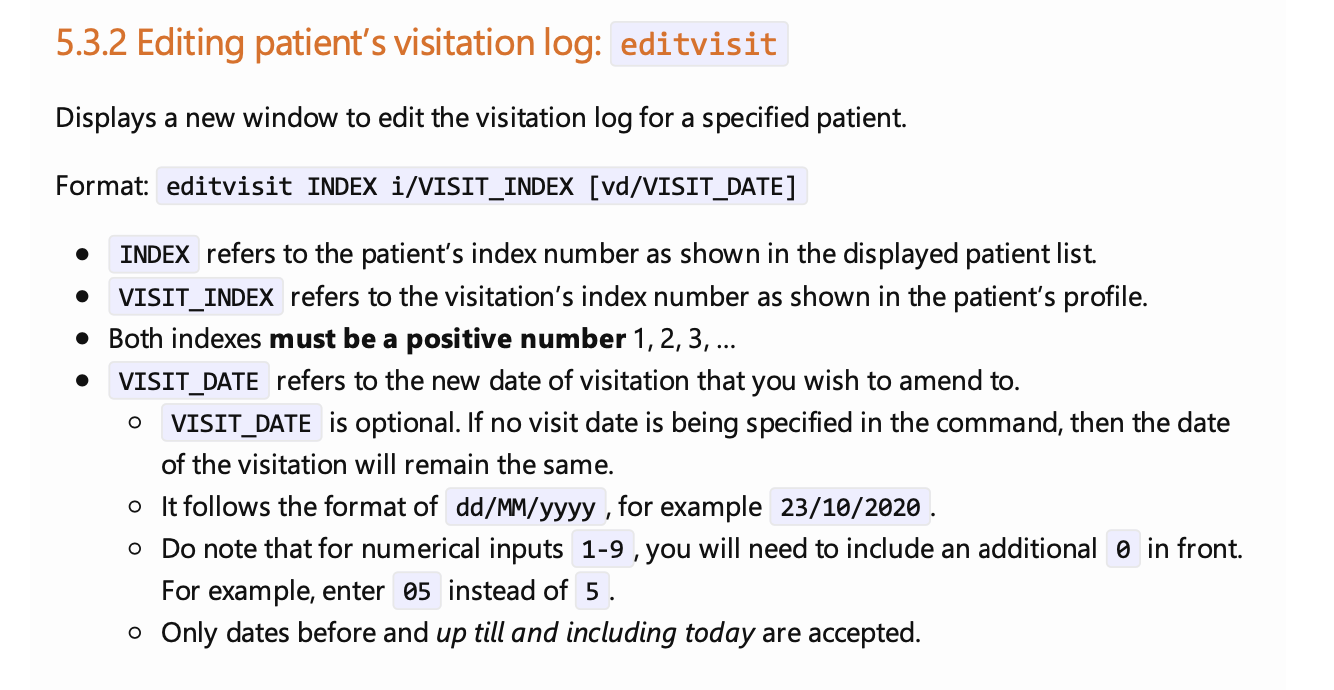 5.3.2 Editing patient’s visitation log: editvisit
Displays a new window to edit the visitation log for a specified patient.
Format: editvisit INDEX i/VISIT_INDEX [vd/VISIT_DATE]
● INDEX refers to the patient’s index number as shown in the displayed patient list.
● VISIT_INDEX refers to the visitation’s index number as shown in the patient’s profile.
● Both indexes must be a positive number 1, 2, 3, …
● VISIT_DATE refers to the new date of visitation that you wish to amend to.
○ VISIT_DATE is optional. If no visit date is being specified in the command, then the date
of the visitation will remain the same.
○ It follows the format of dd/MM/yyyy, for example 23/10/2020.
○ Do note that for numerical inputs 1-9, you will need to include an additional 0 in front.
For example, enter 05 instead of 5.
○ Only dates before and up till and including today are accepted.